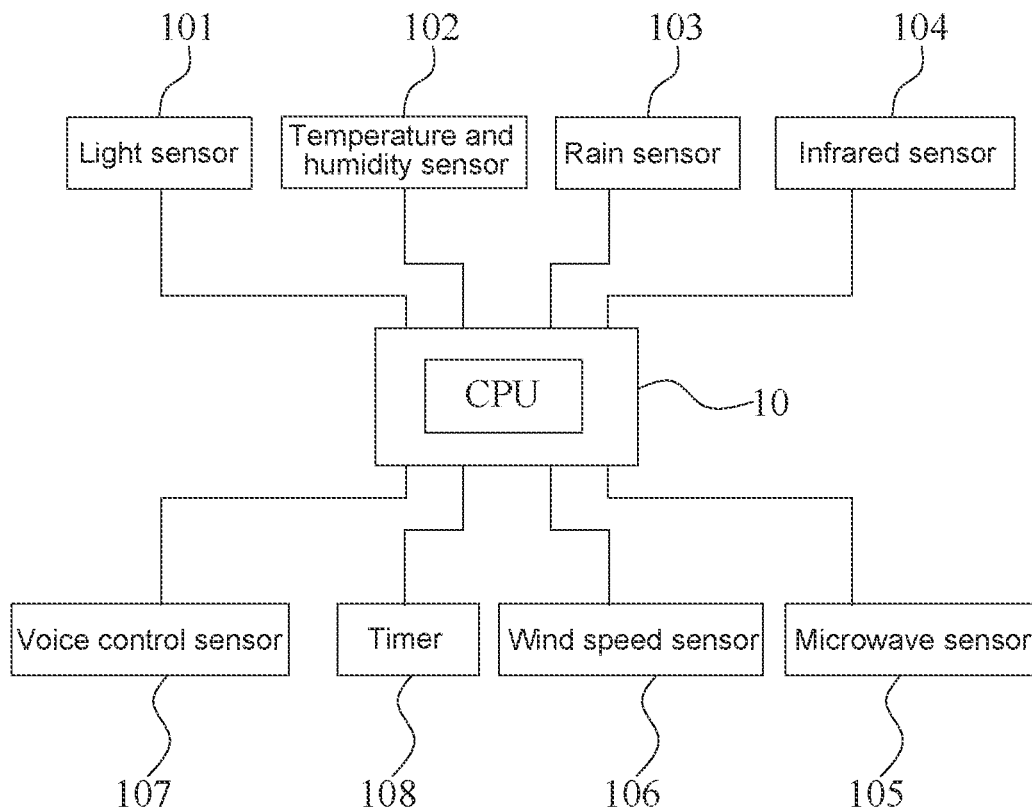 101
102
103
104
Light sensor
Temperature and
humidity sensor
Rain sensor
Infrared sensor
CPU
10
Voice control sensor
Timer
Wind speed sensor
Microwave sensor
107
108
106
105